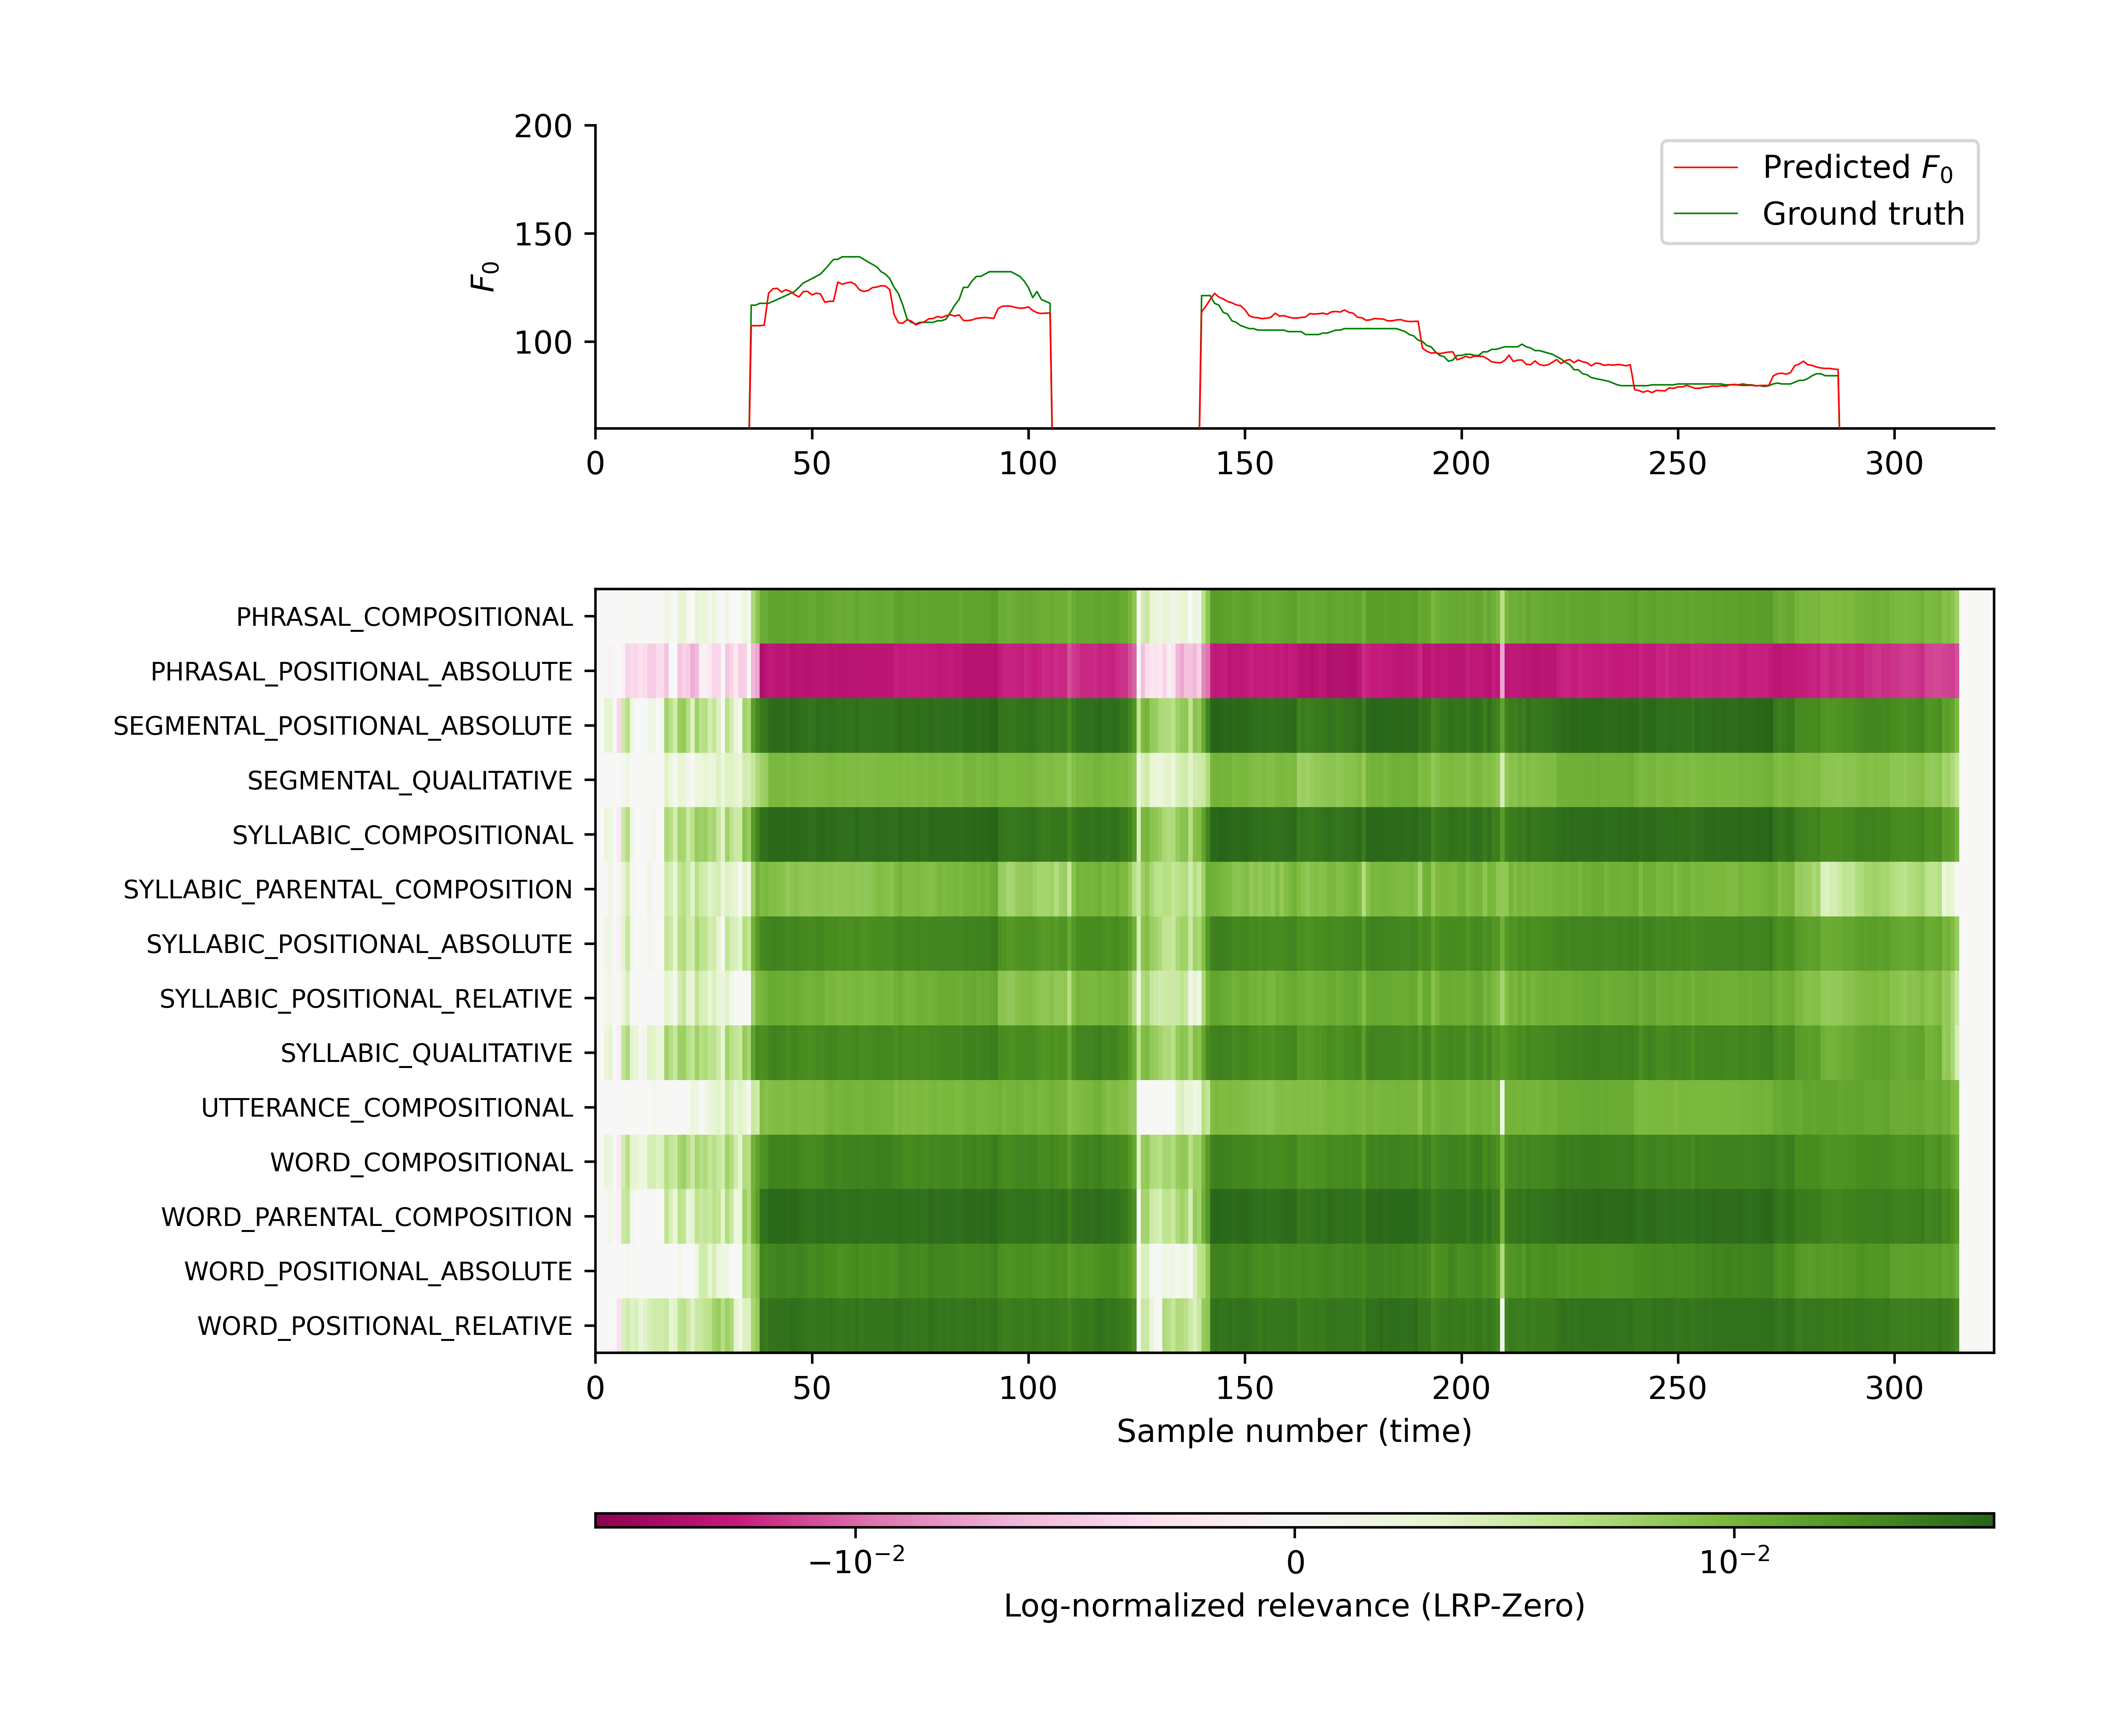 200
150
100
F0
Predicted F0
Ground truth
0 50 100 150 200 250 300
PHRASAL_COMPOSITIONAL
PHRASAL_POSITIONAL_ABSOLUTE
SEGMENTAL_POSITIONAL_ABSOLUTE
SEGMENTAL_QUALITATIVE
SYLLABIC_COMPOSITIONAL
SYLLABIC_PARENTAL_COMPOSITION
SYLLABIC_POSITIONAL_ABSOLUTE
SYLLABIC_POSITIONAL_RELATIVE
SYLLABIC_QUALITATIVE
UTTERANCE_COMPOSITIONAL
WORD_COMPOSITIONAL
WORD_PARENTAL_COMPOSITION
WORD_POSITIONAL_ABSOLUTE
WORD_POSITIONAL_RELATIVE
0 50 100 150 200 250 300
Sample number (time)
−10⁻² 0 10⁻²
Log-normalized relevance (LRP-Zero)